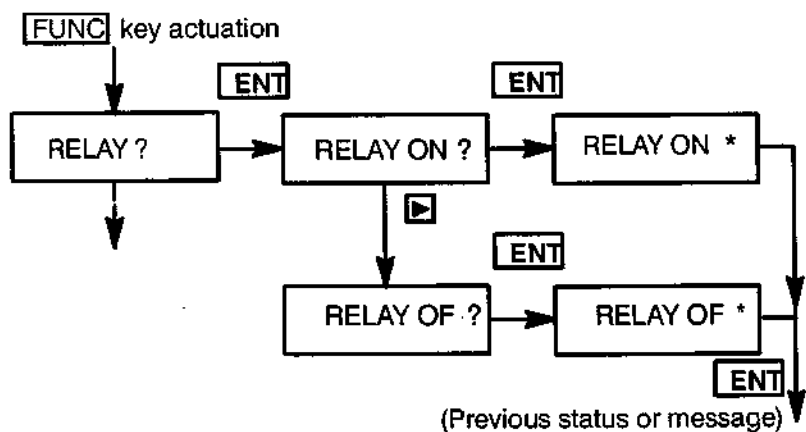 FUNC key actuation
ENT
ENT
RELAY ?
RELAY ON ?
RELAY ON *
ENT
RELAY OF ?
RELAY OF *
ENT
(Previous status or message)